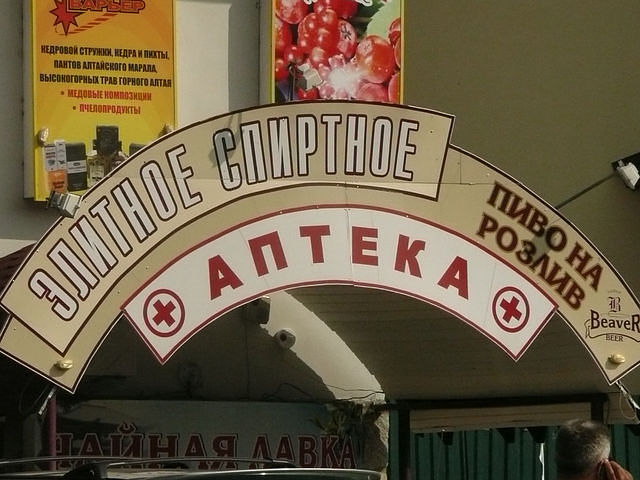 БАРЬЕР
КЕДРОВОЙ СТРУЖКИ, КЕДРА И ПИХТЫ,
ПАНТОВ АЛТАЙСКОГО МАРАЛА,
ВЫСОКОГОРНЫХ ТРАВ ГОРНОГО АЛТАЯ
• МЕДОВЫЕ КОМПОЗИЦИИ
• ПЧЕЛОПРОДУКТЫ
ЭЛИТНОЕ СПИРТНОЕ
АПТЕКА
ПИВО НА
РОЗЛИВ
B
BeaveR
BEER
ЧАЙНАЯ ЛАВКА